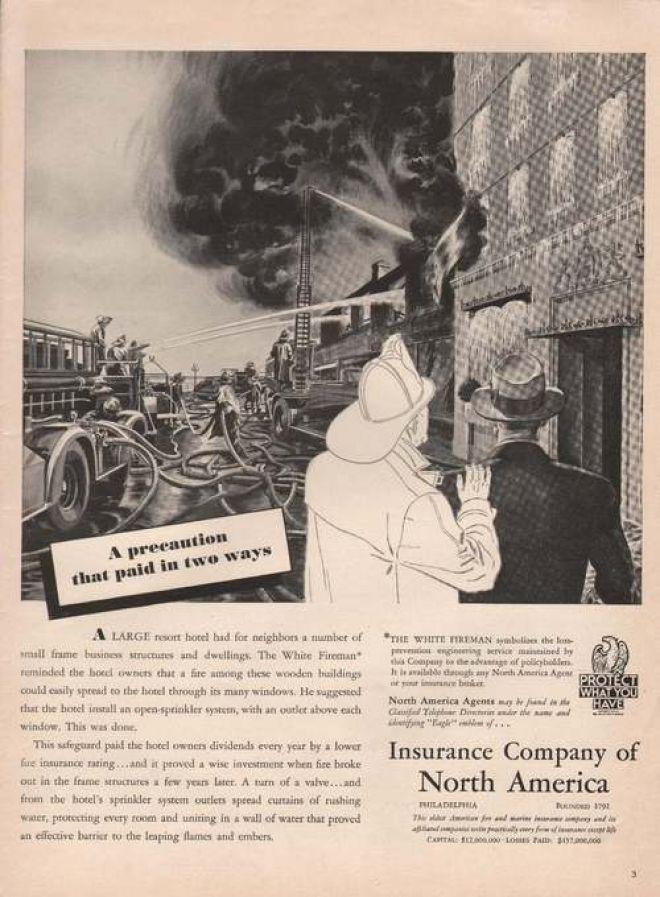 A precaution
that paid in two ways
A LARGE resort hotel had for neighbors a number of
small frame business structures and dwellings. The White Fireman*
reminded the hotel owners that a fire among these wooden buildings
could easily spread to the hotel through its many windows. He suggested
that the hotel install an open-sprinkler system, with an outlet above each
window. This was done.
This safeguard paid the hotel owners dividends every year by a lower
fire insurance rating...and it proved a wise investment when fire broke
out in the frame structures a few years later. A turn of a valve...and
from the hotel's sprinkler system outlets spread curtains of rushing
water, protecting every room and uniting in a wall of water that proved
an effective barrier to the leaping flames and embers.
*THE WHITE FIREMAN symbolizes the loss-
prevention engineering service maintained by
this Company to the advantage of policyholders.
It is available through any North America Agent
or your insurance broker.
North America Agents may be found in the
Classified Telephone Directories under the name and
identifying "Eagle" emblem of...
PROTECT
WHAT YOU
HAVE
Insurance Company of
North America
PHILADELPHIA FOUNDED 1792
This oldest American fire and marine insurance company and its
affiliated companies write practically every form of insurance except life
CAPITAL: $12,000,000 LOSSES PAID: $457,000,000
3